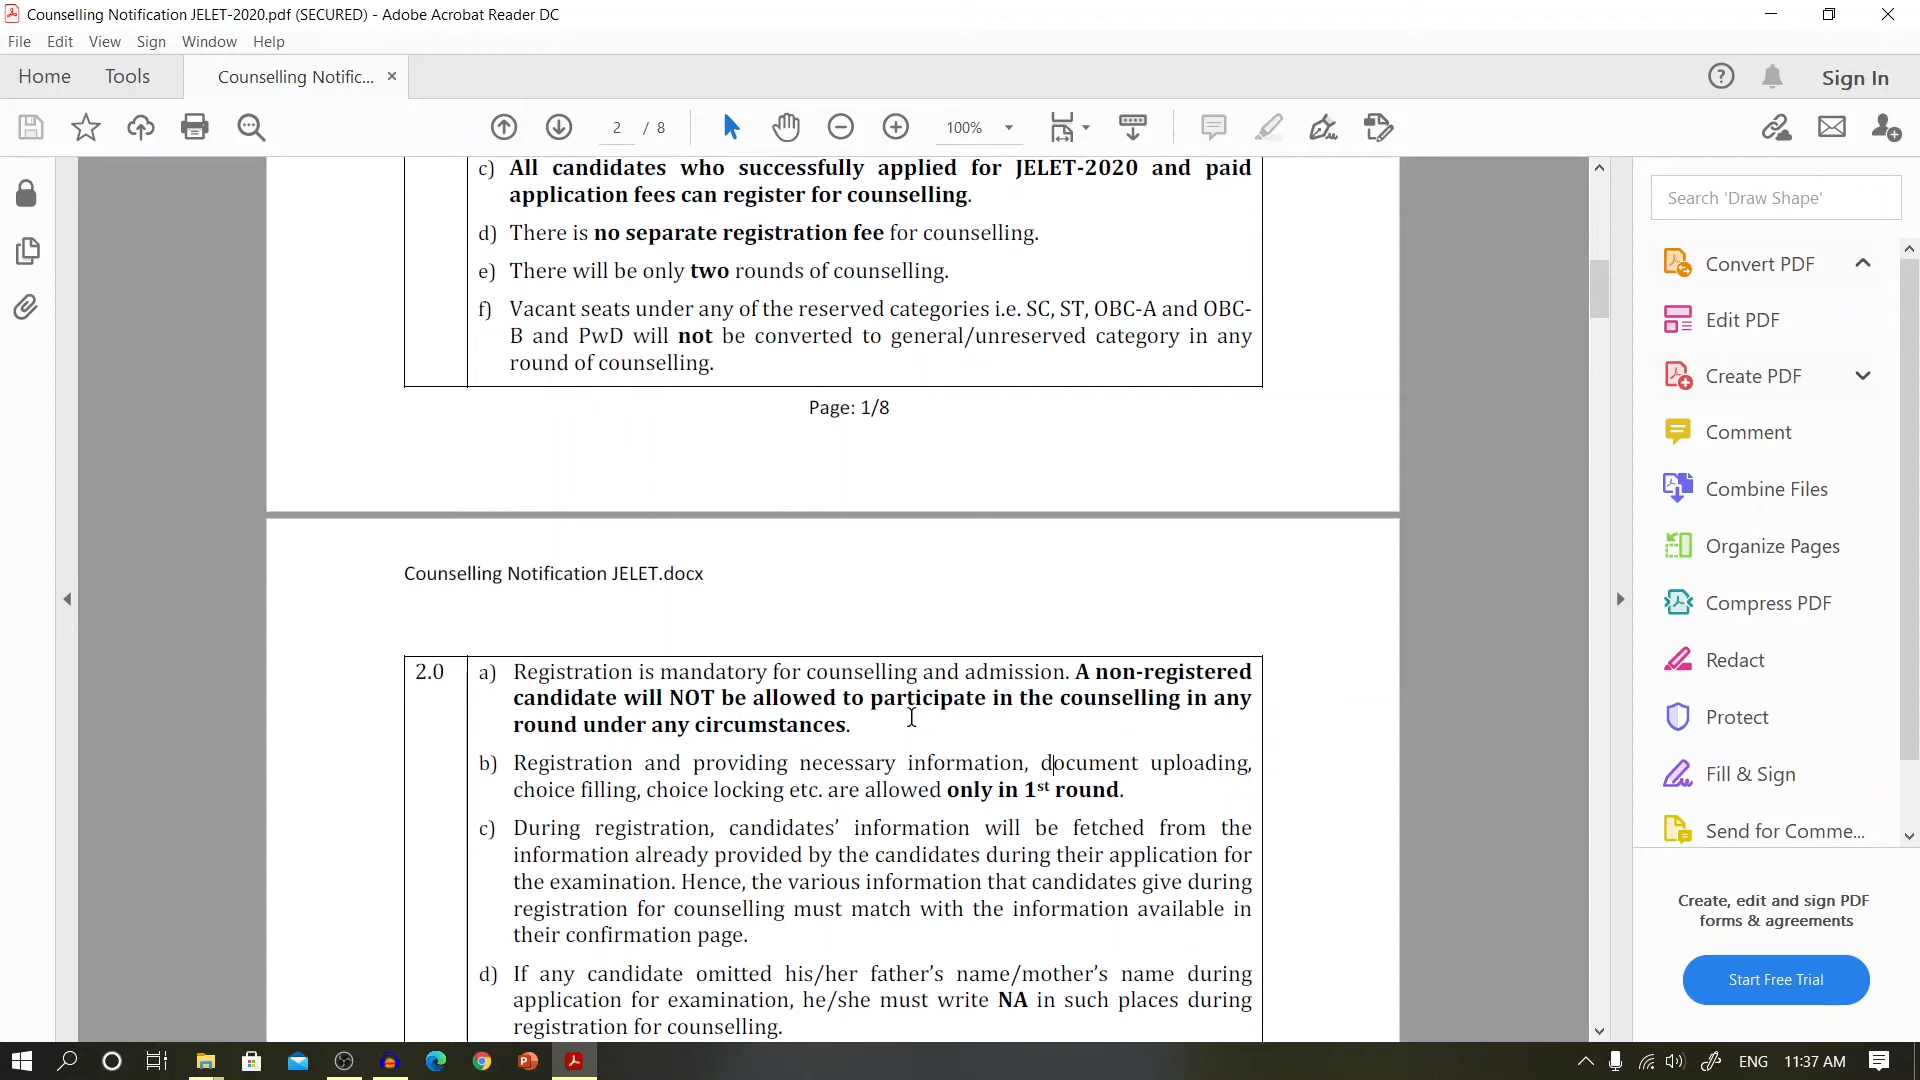 Counselling Notification JELET-2020.pdf (SECURED) - Adobe Acrobat Reader DC
File Edit View Sign Window Help
Home Tools Counselling Notific... × Sign In
2 / 8 100%
c) All candidates who successfully applied for JELET-2020 and paid
application fees can register for counselling.
d) There is no separate registration fee for counselling.
e) There will be only two rounds of counselling.
f) Vacant seats under any of the reserved categories i.e. SC, ST, OBC-A and OBC-
B and PwD will not be converted to general/unreserved category in any
round of counselling.
Page: 1/8
Counselling Notification JELET.docx
2.0 a) Registration is mandatory for counselling and admission. A non-registered
candidate will NOT be allowed to participate in the counselling in any
round under any circumstances.
b) Registration and providing necessary information, document uploading,
choice filling, choice locking etc. are allowed only in 1st round.
c) During registration, candidates’ information will be fetched from the
information already provided by the candidates during their application for
the examination. Hence, the various information that candidates give during
registration for counselling must match with the information available in
their confirmation page.
d) If any candidate omitted his/her father’s name/mother’s name during
application for examination, he/she must write NA in such places during
registration for counselling.
Search 'Draw Shape'
Convert PDF
Edit PDF
Create PDF
Comment
Combine Files
Organize Pages
Compress PDF
Redact
Protect
Fill & Sign
Send for Comme...
Create, edit and sign PDF
forms & agreements
Start Free Trial
ENG 11:37 AM